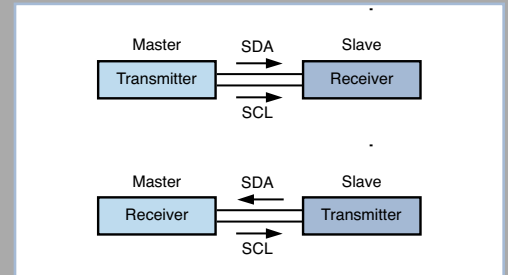 Master SDA Slave
Transmitter Receiver
SCL
Master SDA Slave
Receiver Transmitter
SCL